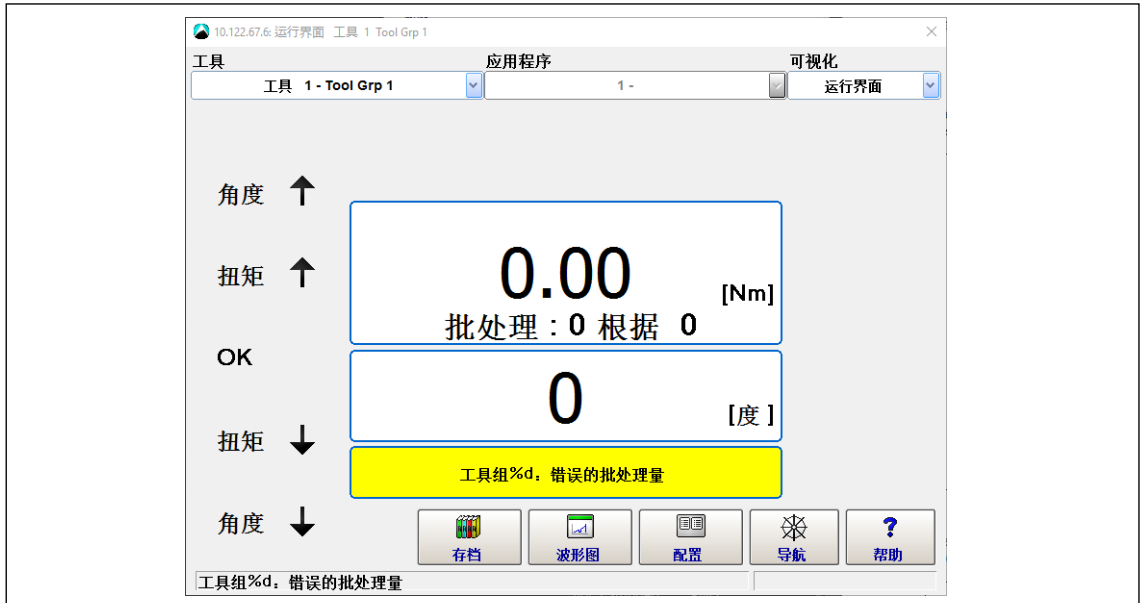 10.122.67.6: 运行界面 工具 1 Tool Grp 1
工具 应用程序 可视化
工具 1 - Tool Grp 1 1 - 运行界面
角度
扭矩
0.00 [Nm]
批处理：0 根据 0
OK
0 [度]
扭矩
工具组%d：错误的批处理量
角度
存档 波形图 配置 导航 ? 帮助
工具组%d：错误的批处理量